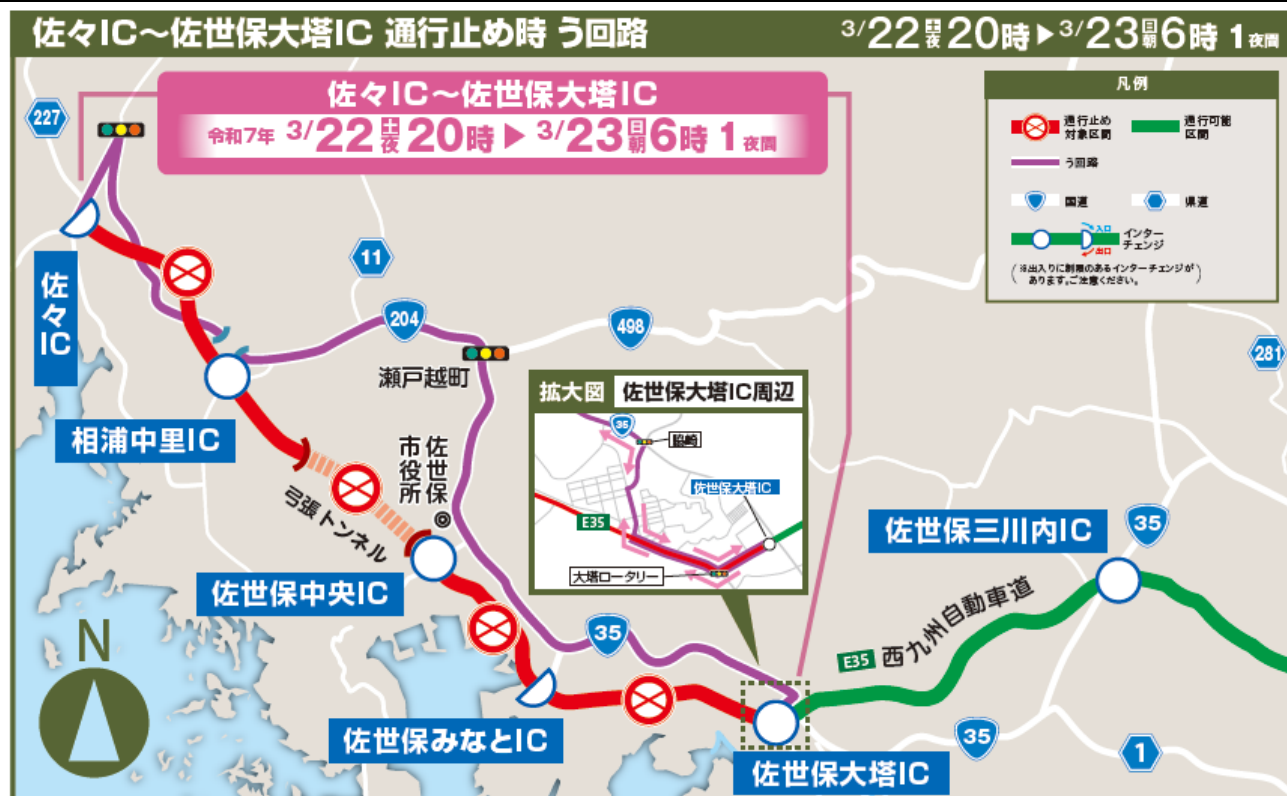 佐々IC～佐世保大塔IC 通行止め時 う回路
3/22土夜20時▶3/23日朝6時 1夜間
佐々IC～佐世保大塔IC
令和7年 3/22土夜20時▶3/23日朝6時 1夜間
凡例
通行止め
対象区間
通行可能
区間
う回路
国道
県道
入口
出口
インター
チェンジ
(※出入りに制限のあるインターチェンジが
あります。ご注意ください。)
227
佐々IC
11
204
498
281
瀬戸越町
相浦中里IC
佐世保
市役所
弓張トンネル
佐世保中央IC
拡大図 佐世保大塔IC周辺
35
脇崎
佐世保大塔IC
E35
大塔ロータリー
佐世保三川内IC
35
E35 西九州自動車道
35
N
佐世保みなとIC
佐世保大塔IC
35
1